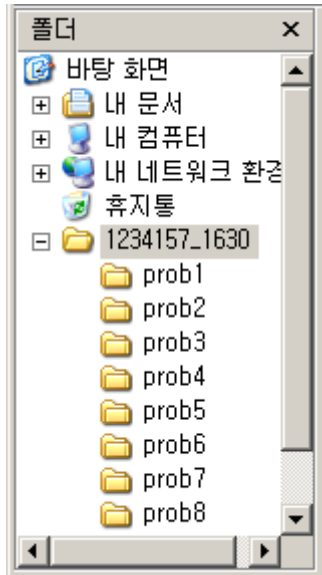 폴더
바탕 화면
내 문서
내 컴퓨터
내 네트워크 환경
휴지통
1234157_1630
prob1
prob2
prob3
prob4
prob5
prob6
prob7
prob8